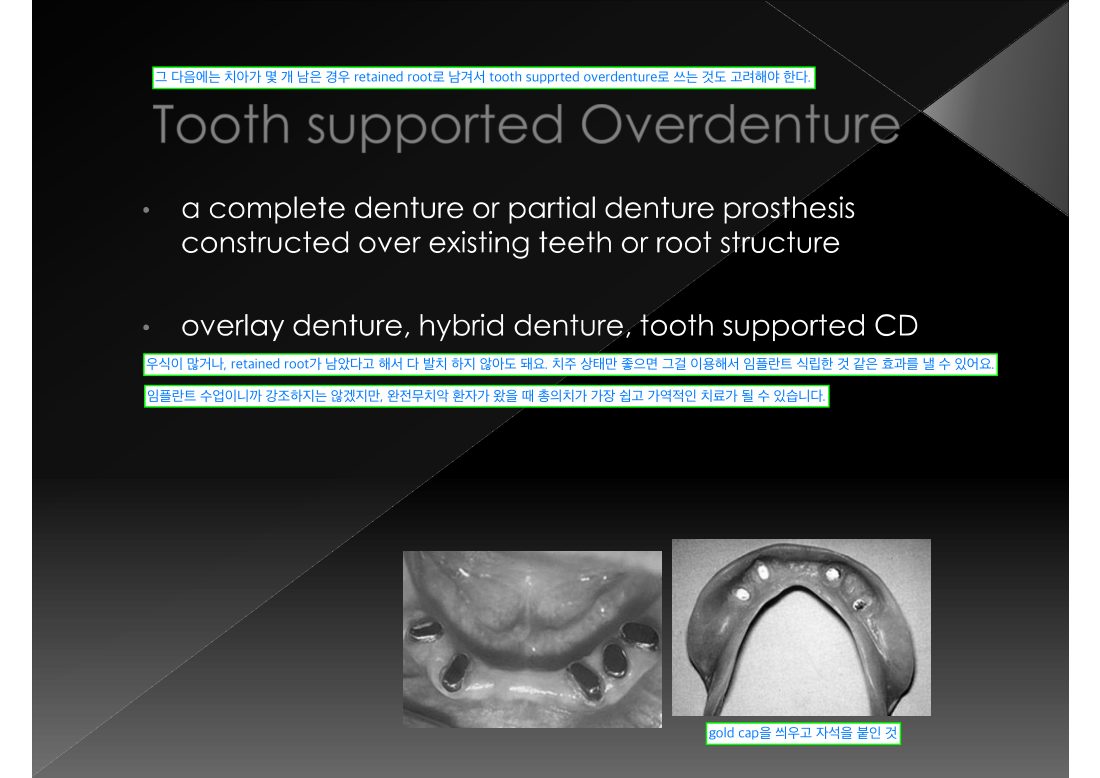 그 다음에는 치아가 몇 개 남은 경우 retained root로 남겨서 tooth supprted overdenture로 쓰는 것도 고려해야 한다.
Tooth supported Overdenture
• a complete denture or partial denture prosthesis
constructed over existing teeth or root structure
• overlay denture, hybrid denture, tooth supported CD
우식이 많거나, retained root가 남았다고 해서 다 발치 하지 않아도 돼요. 치주 상태만 좋으면 그걸 이용해서 임플란트 식립한 것 같은 효과를 낼 수 있어요.
임플란트 수업이니까 강조하지는 않겠지만, 완전무치악 환자가 왔을 때 총의치가 가장 쉽고 가역적인 치료가 될 수 있습니다.
gold cap을 씌우고 자석을 붙인 것